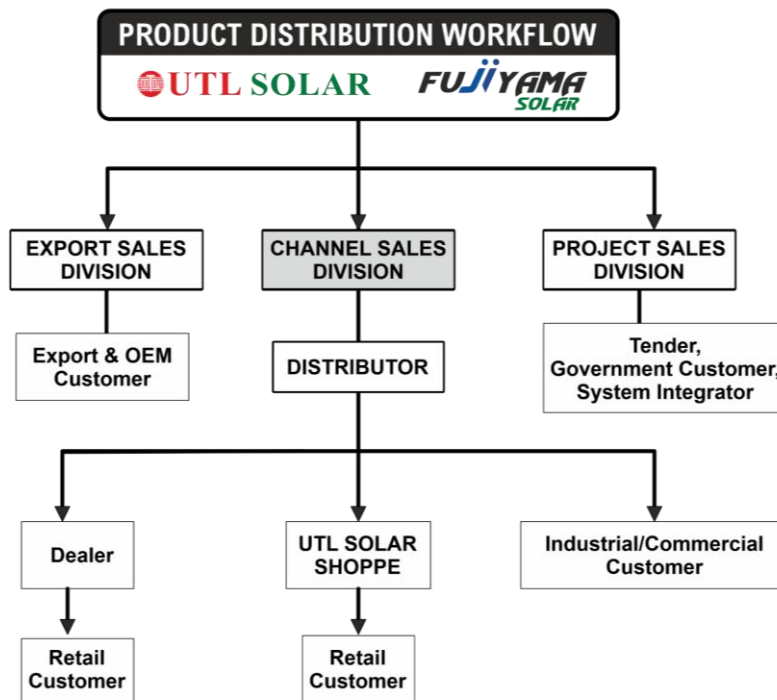 PRODUCT DISTRIBUTION WORKFLOW
UTL SOLAR
FUJIYAMA
SOLAR
EXPORT SALES
DIVISION
CHANNEL SALES
DIVISION
PROJECT SALES
DIVISION
Export & OEM
Customer
DISTRIBUTOR
Tender,
Government Customer,
System Integrator
Dealer
UTL SOLAR
SHOPPE
Industrial/Commercial
Customer
Retail
Customer
Retail
Customer